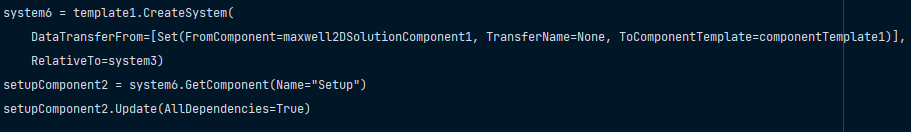 system6 = template1.CreateSystem(
    DataTransferFrom=[Set(FromComponent=maxwell2DSolutionComponent1, TransferName=None, ToComponentTemplate=componentTemplate1)],
    RelativeTo=system3)
setupComponent2 = system6.GetComponent(Name="Setup")
setupComponent2.Update(AllDependencies=True)